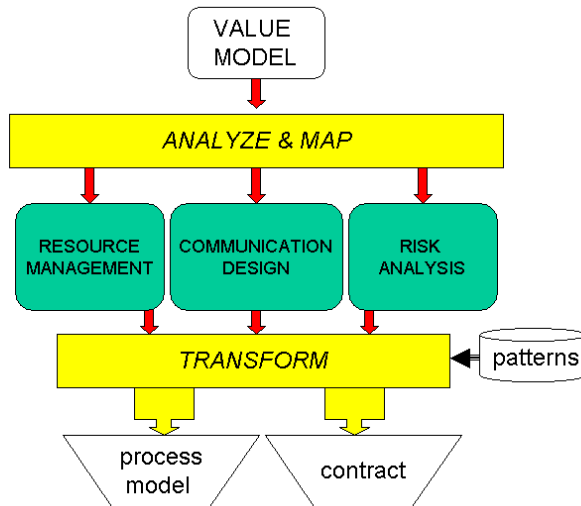 VALUE
MODEL
ANALYZE & MAP
RESOURCE
MANAGEMENT
COMMUNICATION
DESIGN
RISK
ANALYSIS
TRANSFORM
patterns
process
model
contract